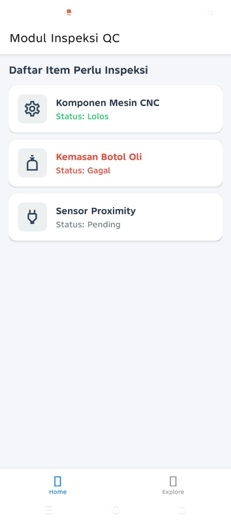 Modul Inspeksi QC
Daftar Item Perlu Inspeksi
Komponen Mesin CNC
Status: Lolos
Kemasan Botol Oli
Status: Gagal
Sensor Proximity
Status: Pending
Home
Explore